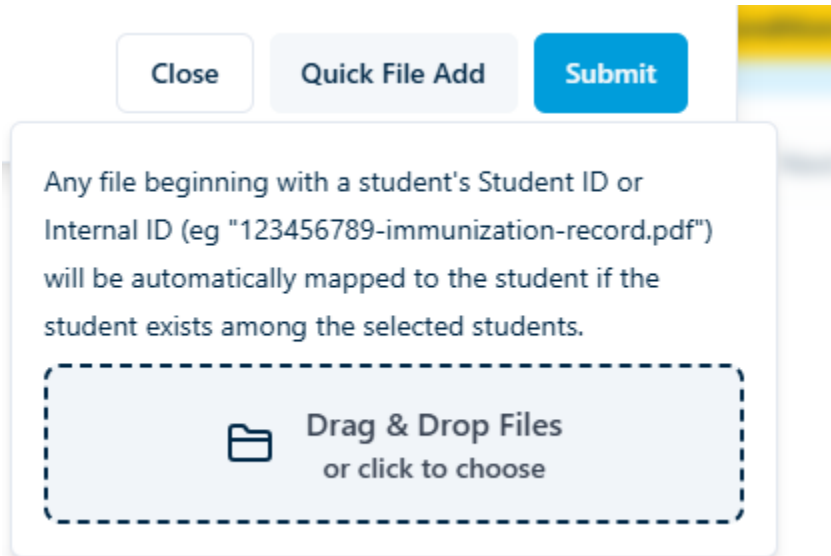 Close
Quick File Add
Submit
Any file beginning with a student's Student ID or
Internal ID (eg "123456789-immunization-record.pdf")
will be automatically mapped to the student if the
student exists among the selected students.
Drag & Drop Files
or click to choose